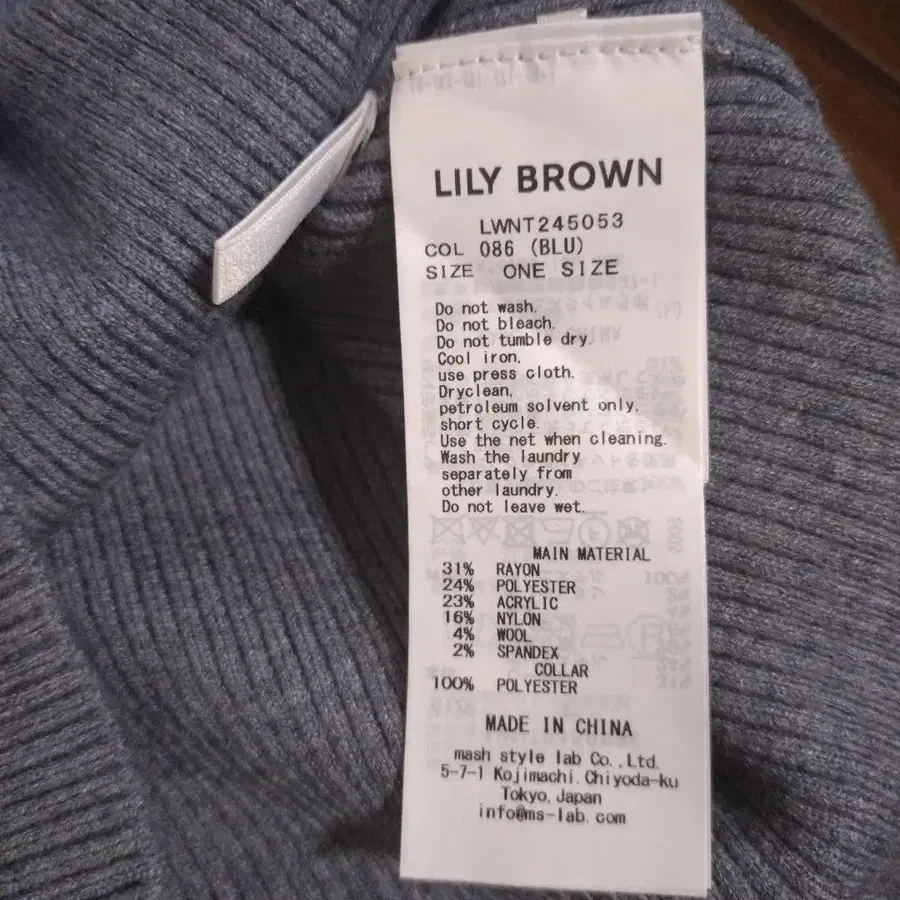 LILY BROWN
LWNT245053
COL 086 (BLU)
SIZE ONE SIZE
Do not wash.
Do not bleach.
Do not tumble dry.
Cool iron,
use press cloth.
Dryclean,
petroleum solvent only,
short cycle.
Use the net when cleaning.
Wash the laundry
separately from
other laundry.
Do not leave wet.
MAIN MATERIAL
31% RAYON
24% POLYESTER
23% ACRYLIC
16% NYLON
4% WOOL
2% SPANDEX
COLLAR
100% POLYESTER
MADE IN CHINA
mash style lab Co.,Ltd.
5-7-1 Kojimachi.Chiyoda-ku
Tokyo,Japan
info@ms-lab.com